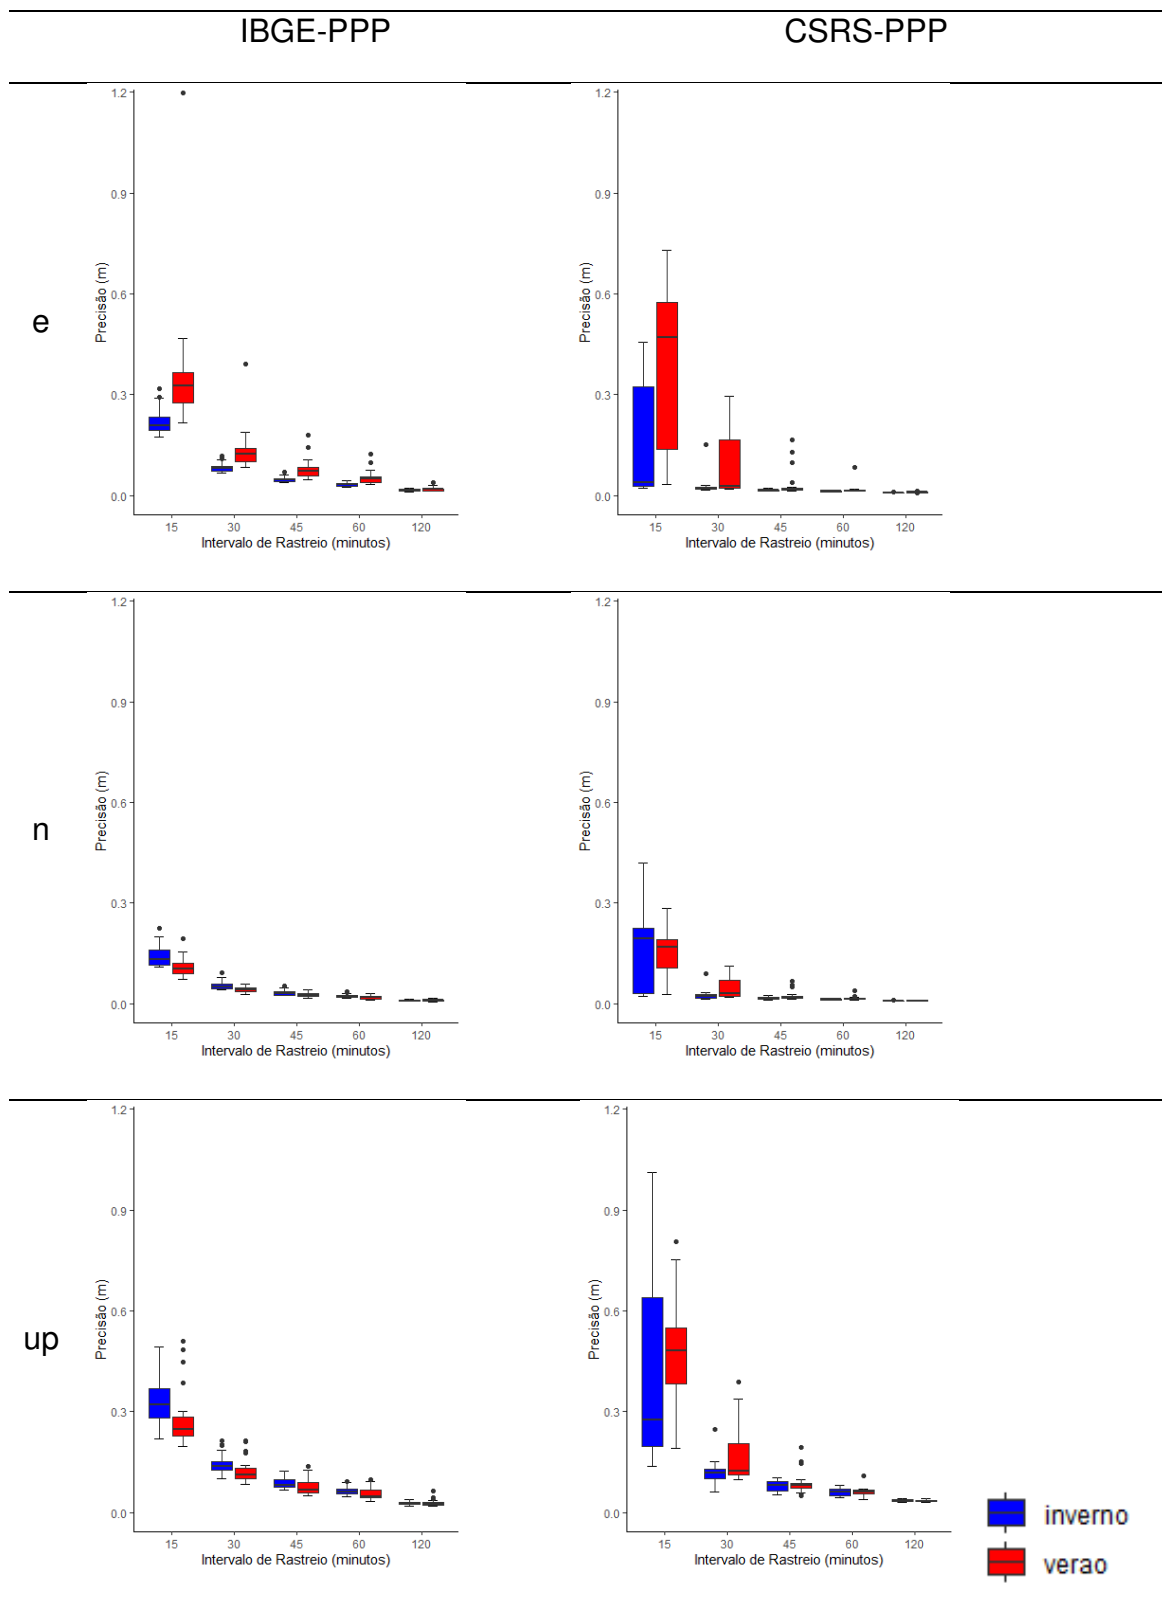 IBGE-PPP
CSRS-PPP
e
1.2
0.9
0.6
0.3
0.0
Precisão (m)
15 30 45 60 120
Intervalo de Rastreio (minutos)
1.2
0.9
0.6
0.3
0.0
Precisão (m)
15 30 45 60 120
Intervalo de Rastreio (minutos)
n
1.2
0.9
0.6
0.3
0.0
Precisão (m)
15 30 45 60 120
Intervalo de Rastreio (minutos)
1.2
0.9
0.6
0.3
0.0
Precisão (m)
15 30 45 60 120
Intervalo de Rastreio (minutos)
up
1.2
0.9
0.6
0.3
0.0
Precisão (m)
15 30 45 60 120
Intervalo de Rastreio (minutos)
1.2
0.9
0.6
0.3
0.0
Precisão (m)
15 30 45 60 120
Intervalo de Rastreio (minutos)
inverno
verao